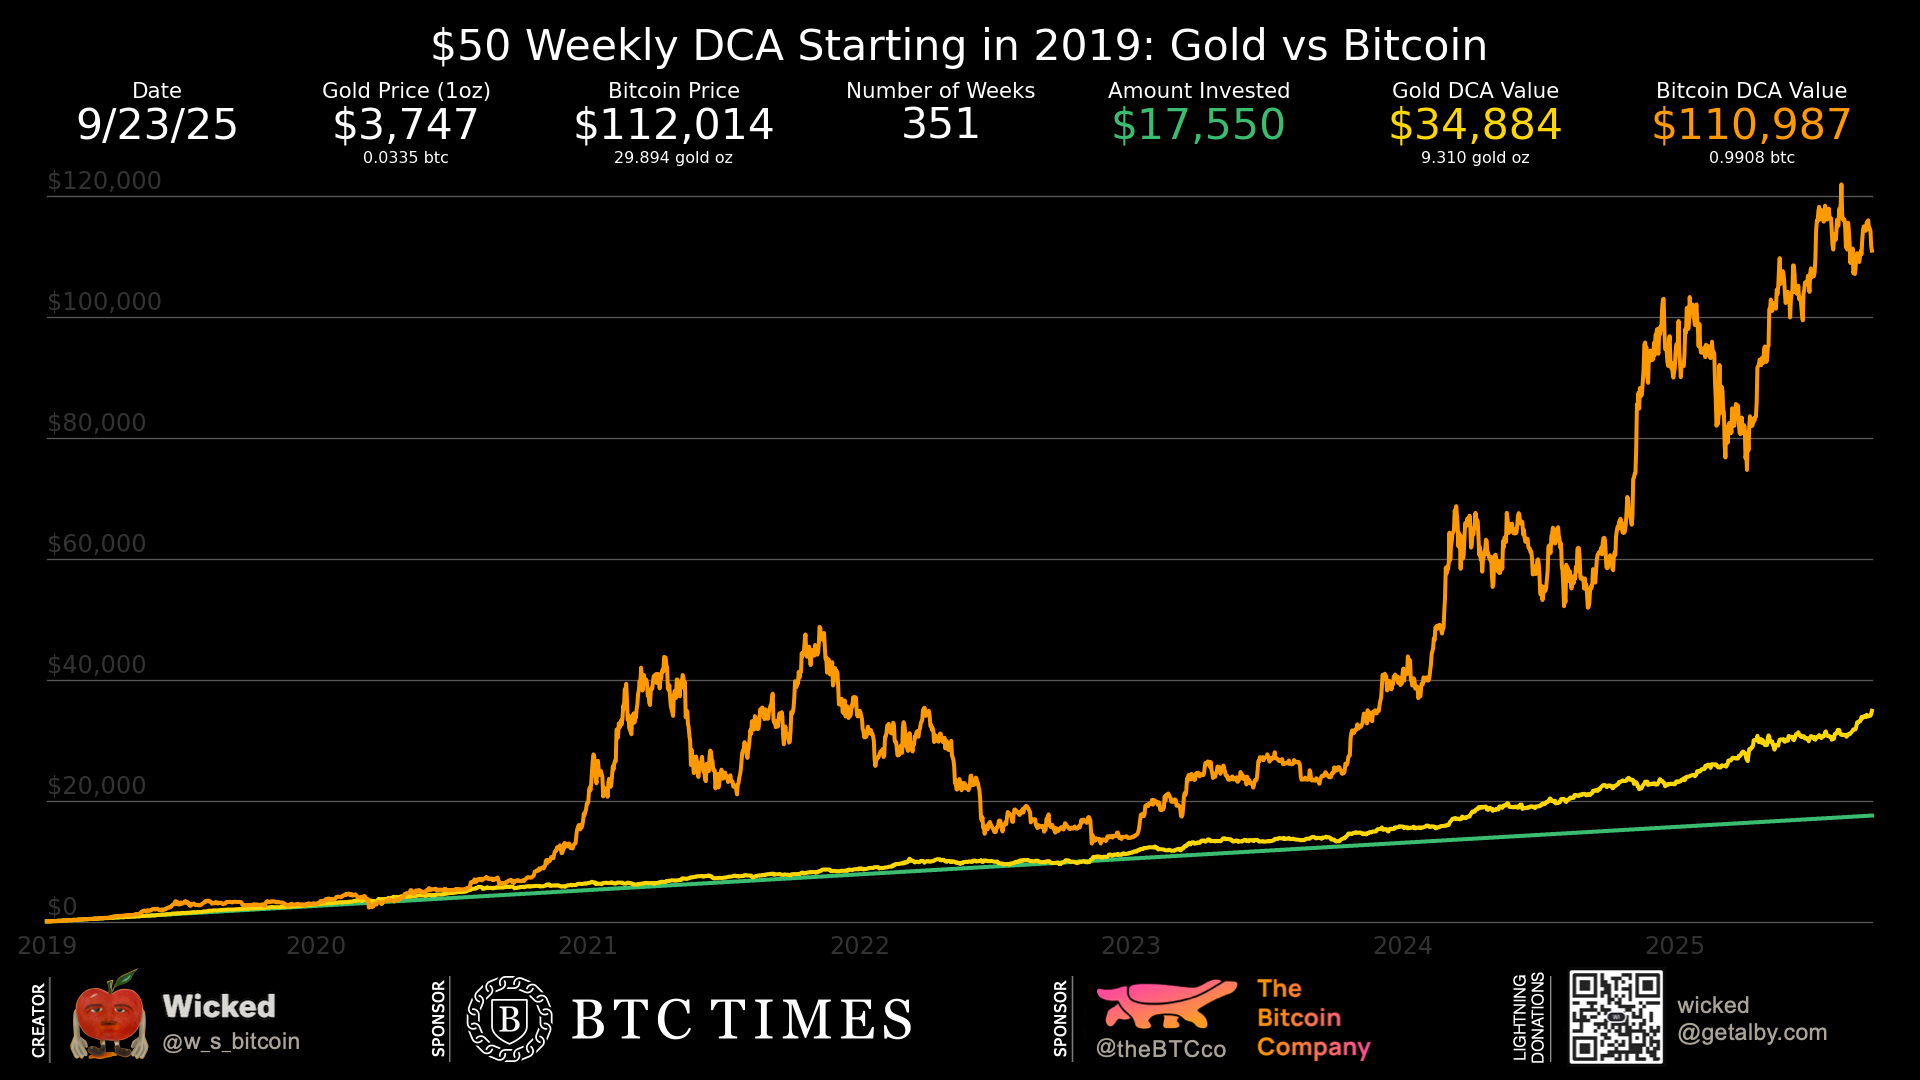 $50 Weekly DCA Starting in 2019: Gold vs Bitcoin
Date
9/23/25
Gold Price (1oz)
$3,747
0.0335 btc
Bitcoin Price
$112,014
29.894 gold oz
Number of Weeks
351
Amount Invested
$17,550
Gold DCA Value
$34,884
9.310 gold oz
Bitcoin DCA Value
$110,987
0.9908 btc
$120,000
$100,000
$80,000
$60,000
$40,000
$20,000
$0
2019
2020
2021
2022
2023
2024
2025
CREATOR
Wicked
@w_s_bitcoin
SPONSOR
B
BTC TIMES
SPONSOR
@theBTCco
The
Bitcoin
Company
LIGHTNING
DONATIONS
wicked
@getalby.com